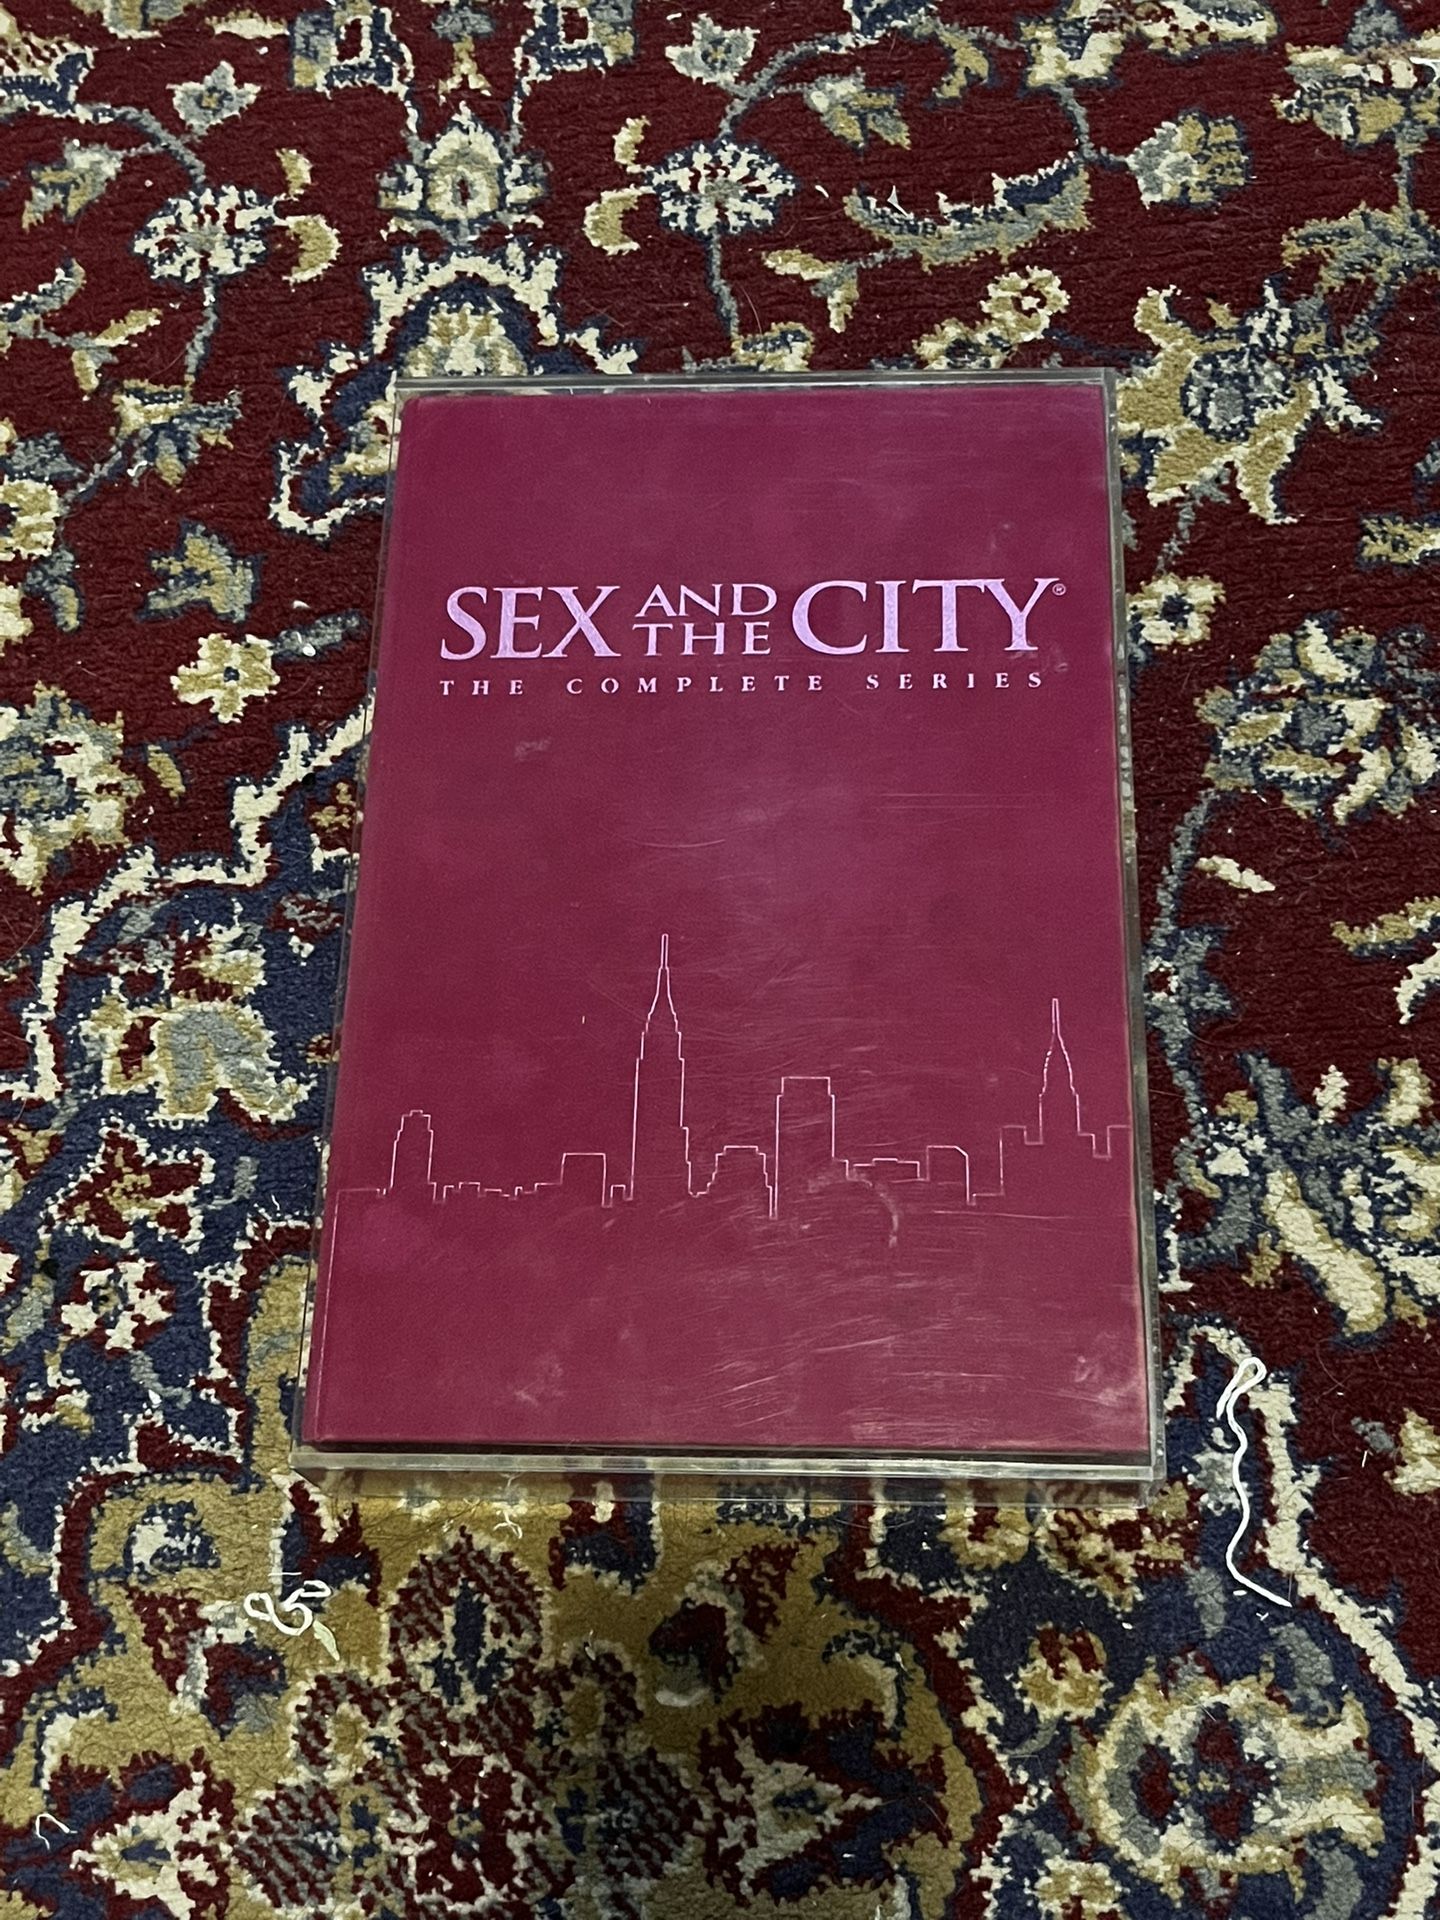 SEX AND THE CITY®
THE COMPLETE SERIES